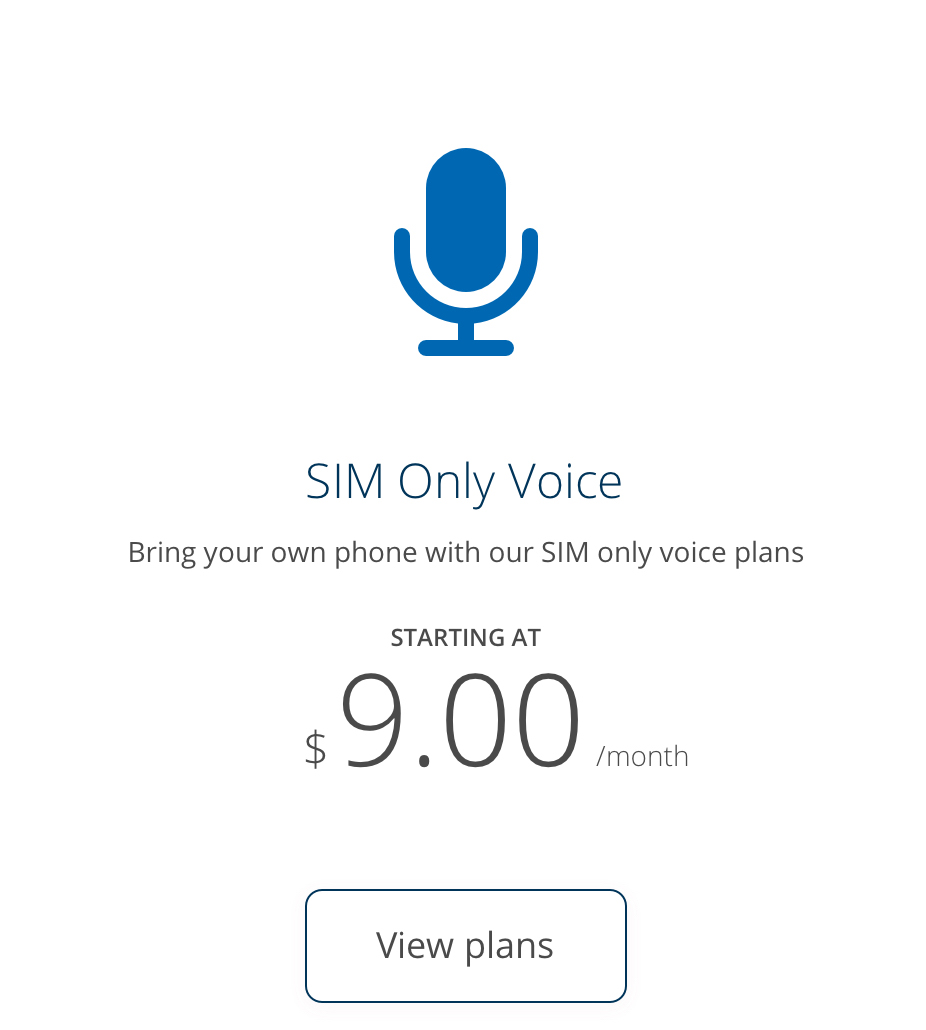 SIM Only Voice
Bring your own phone with our SIM only voice plans
STARTING AT
$ 9.00 /month
View plans